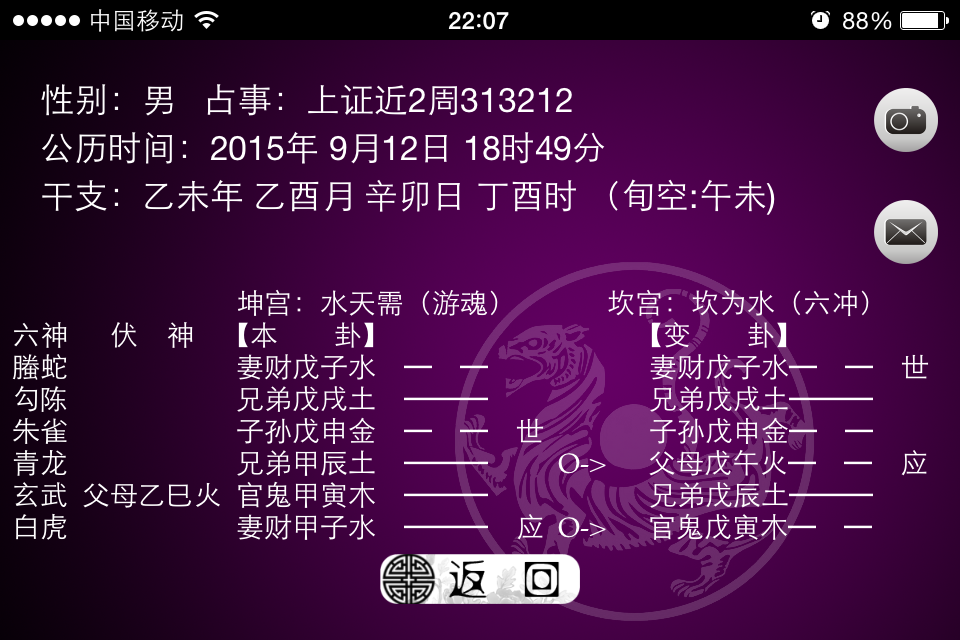 中国移动 22:07 88%
性别：男 占事：上证近2周313212
公历时间：2015年 9月12日 18时49分
干支：乙未年 乙酉月 辛卯日 丁酉时 （旬空:午未)
坤宫：水天需（游魂） 坎宫：坎为水（六冲）
六神 伏 神 【本 卦】 【变 卦】
螣蛇 妻财戊子水 妻财戊子水 世
勾陈 兄弟戊戌土 兄弟戊戌土
朱雀 子孙戊申金 世 子孙戊申金
青龙 兄弟甲辰土 O-> 父母戊午火 应
玄武 父母乙巳火 官鬼甲寅木 兄弟戊辰土
白虎 妻财甲子水 应 O-> 官鬼戊寅木
返 回